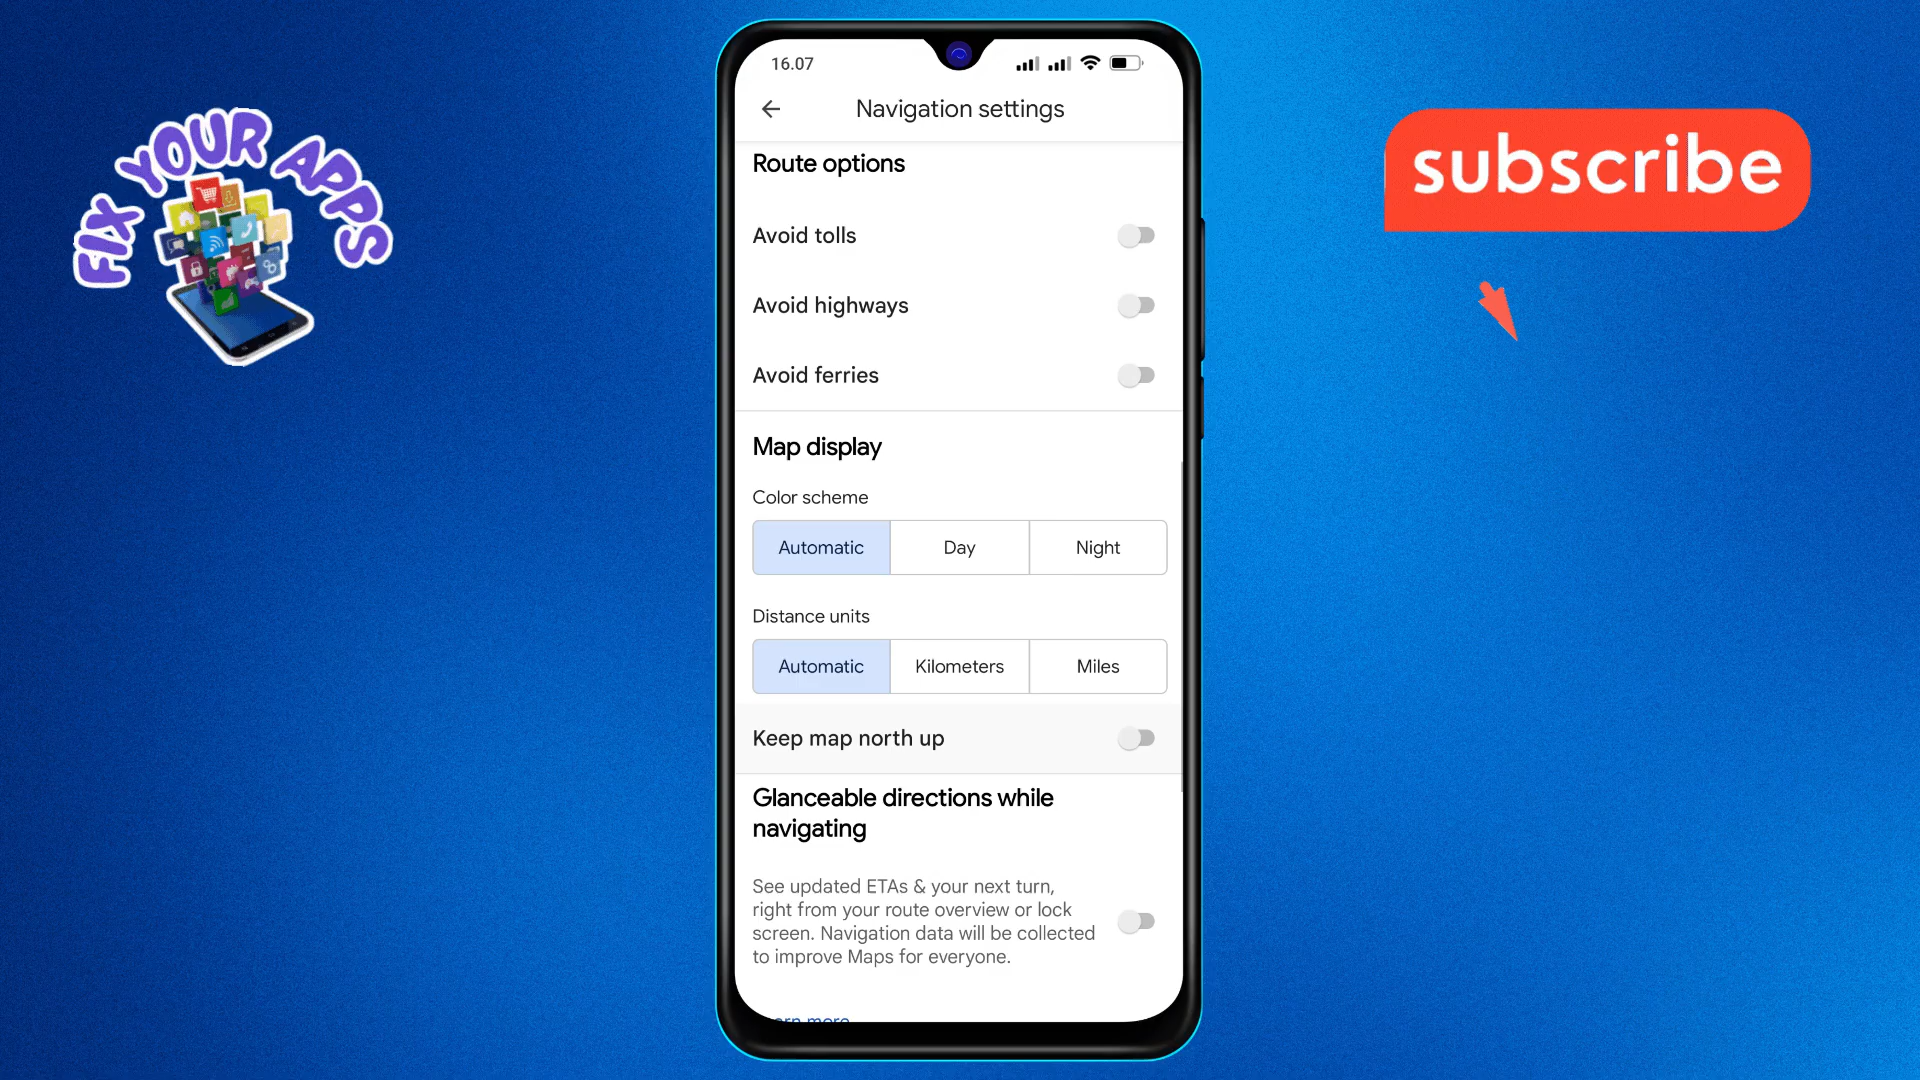 FIX YOUR APPS
subscribe
16.07
Navigation settings
Route options
Avoid tolls
Avoid highways
Avoid ferries
Map display
Color scheme
Automatic
Day
Night
Distance units
Automatic
Kilometers
Miles
Keep map north up
Glanceable directions while
navigating
See updated ETAs & your next turn,
right from your route overview or lock
screen. Navigation data will be collected
to improve Maps for everyone.